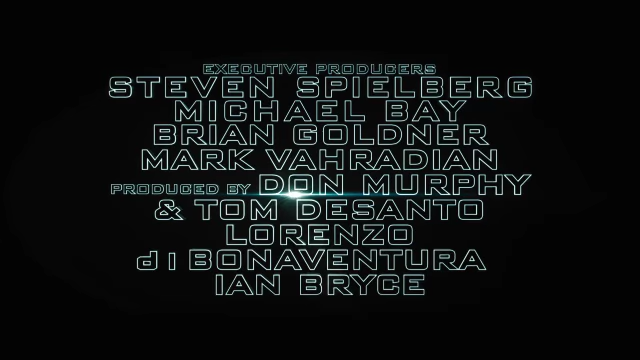 EXECUTIVE PRODUCERS
STEVEN SPIELBERG
MICHAEL BAY
BRIAN GOLDNER
MARK VAHRADIAN
PRODUCED BY DON MURPHY
& TOM DESANTO
LORENZO
di BONAVENTURA
IAN BRYCE